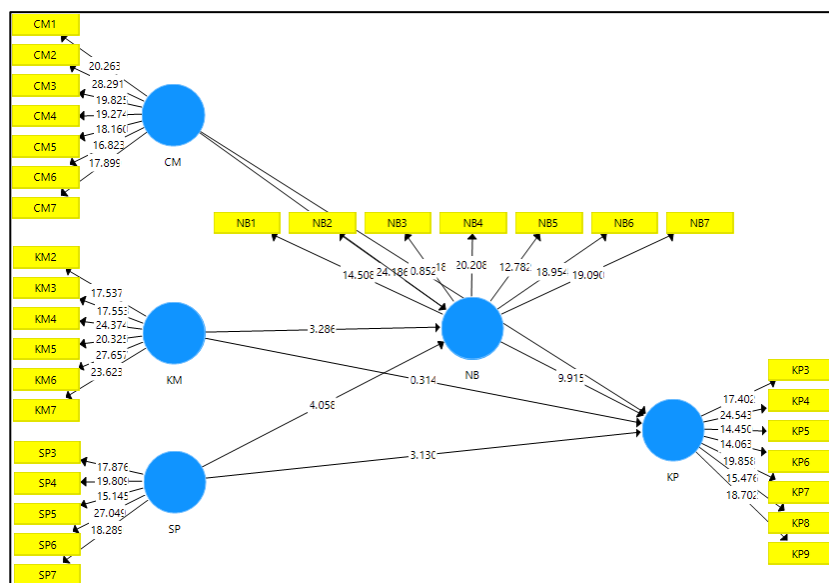 CM1
CM2
CM3
CM4
CM5
CM6
CM7
20.263
28.291
19.825
19.274
18.160
16.823
17.899
CM
NB1
NB2
NB3
NB4
NB5
NB6
NB7
14.508
24.186
0.852
20.208
12.782
18.954
19.090
NB
KM2
KM3
KM4
KM5
KM6
KM7
17.537
17.553
24.374
20.325
27.657
23.623
KM
3.286
0.314
4.058
3.130
9.915
SP3
SP4
SP5
SP6
SP7
17.876
19.809
15.145
27.049
18.289
SP
KP
KP3
KP4
KP5
KP6
KP7
KP8
KP9
17.402
24.543
14.450
14.063
19.858
15.476
18.702